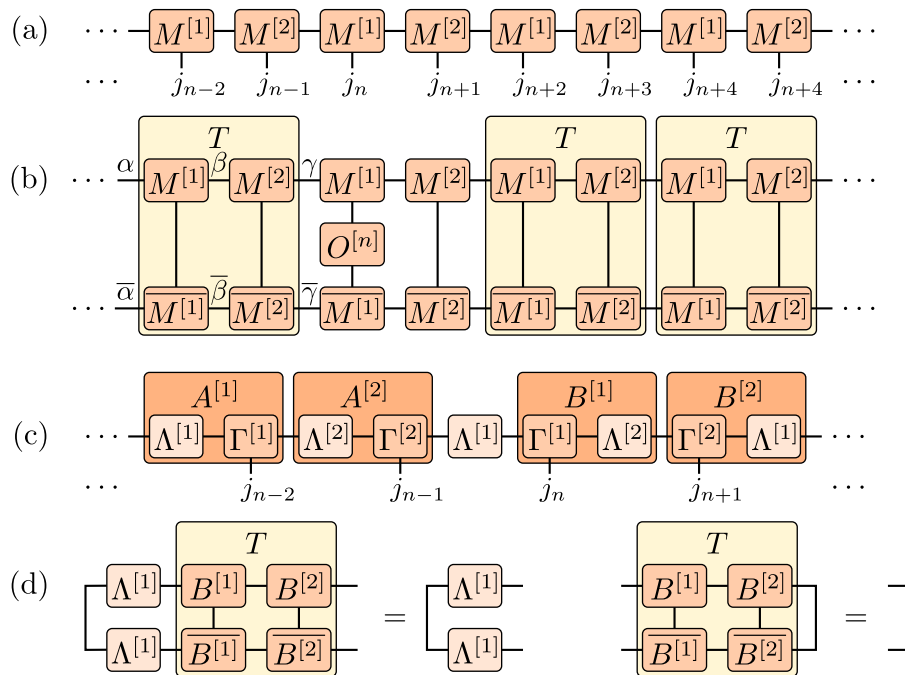 (a) ··· M^[1] M^[2] M^[1] M^[2] M^[1] M^[2] M^[1] M^[2] ···
··· j_{n−2} j_{n−1} j_n j_{n+1} j_{n+2} j_{n+3} j_{n+4} j_{n+4} ···
T T T
(b) ··· α M^[1] β M^[2] γ M^[1] M^[2] M^[1] M^[2] M^[1] M^[2] ···
O^[n]
··· α̅ M̅^[1] β̅ M̅^[2] γ̅ M̅^[1] M̅^[2] M̅^[1] M̅^[2] M̅^[1] M̅^[2] ···
A^[1] A^[2] B^[1] B^[2]
(c) ··· Λ^[1] Γ^[1] Λ^[2] Γ^[2] Λ^[1] Γ^[1] Λ^[2] Γ^[2] Λ^[1] ···
··· j_{n−2} j_{n−1} j_n j_{n+1} ···
T T
(d) Λ^[1] B^[1] B^[2] Λ^[1] B^[1] B^[2]
= =
Λ^[1] B̅^[1] B̅^[2] Λ^[1] B̅^[1] B̅^[2]